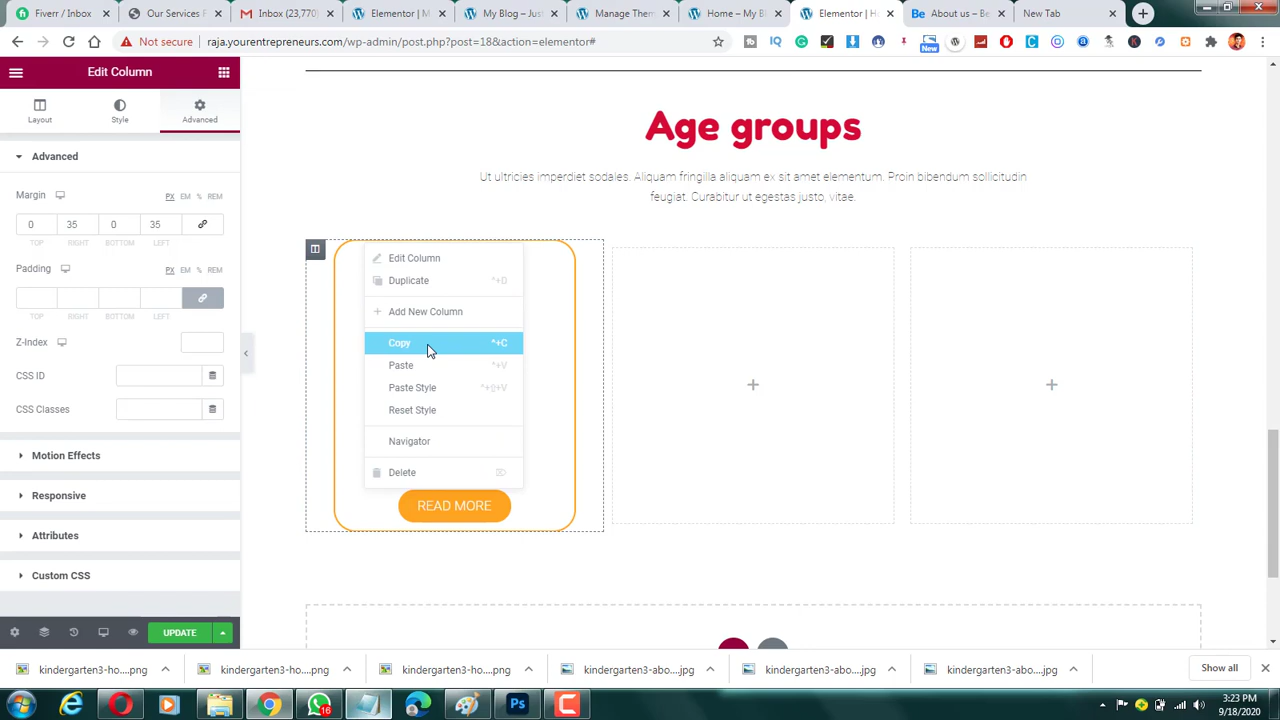 Fiverr / Inbox
Our Services F
Inbox (23,770)
My Blog – Jus
Manage Them
Home – My B
Elementor | H
About us – Be
New Tab
Not secure
raja.yourentrepreneurs.com/wp-admin/post.php?post=188&action=elementor#
New
Edit Column
Layout
Style
Advanced
Advanced
Margin
PX EM % REM
0 35 0 35
TOP RIGHT BOTTOM LEFT
Padding
PX EM % REM
TOP RIGHT BOTTOM LEFT
Z-Index
CSS ID
CSS Classes
Motion Effects
Responsive
Attributes
Custom CSS
UPDATE
Age groups
Ut ultricies imperdiet sodales. Aliquam fringilla aliquam ex sit amet elementum. Proin bibendum sollicitudin
feugiat. Curabitur ut egestas justo, vitae.
Edit Column
Duplicate ^+D
Add New Column
Copy ^+C
Paste ^+V
Paste Style ^+⇧+V
Reset Style
Navigator
Delete
READ MORE
kindergarten3-ho....png
kindergarten3-ho....png
kindergarten3-ho....png
kindergarten3-abo....jpg
kindergarten3-abo....jpg
kindergarten3-abo....jpg
Show all
16
3:23 PM
9/18/2020